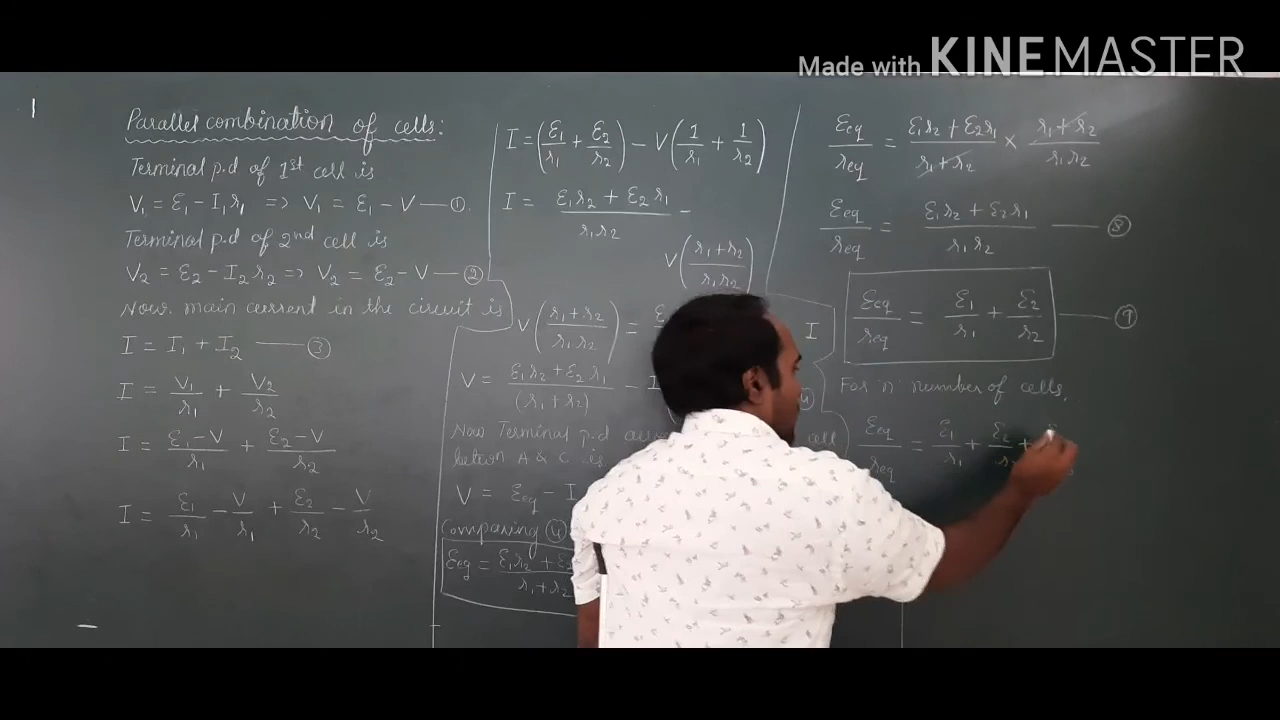 Made with KINEMASTER
Parallel combination of cells:
Terminal p.d of 1st cell is
V₁ = ε₁ - I₁r₁ => V₁ = ε₁ - V — ①.
Terminal p.d of 2nd cell is
V₂ = ε₂ - I₂r₂ => V₂ = ε₂ - V — ②
Now. main current in the circuit is
I = I₁ + I₂ — ③
I = V₁/r₁ + V₂/r₂
I = (ε₁-V)/r₁ + (ε₂-V)/r₂
I = ε₁/r₁ - V/r₁ + ε₂/r₂ - V/r₂
I = (ε₁/r₁ + ε₂/r₂) - V(1/r₁ + 1/r₂)
I = (ε₁r₂ + ε₂r₁)/r₁r₂ -
V((r₁+r₂)/r₁r₂)
V((r₁+r₂)/r₁r₂) = I
V = (ε₁r₂ + ε₂r₁)/(r₁+r₂) - I ④
Now Terminal p.d cell
between A & C is
V = εeq - I
Comparing ④
εeq = (ε₁r₂ + ε₂)/(r₁+r₂)
εeq/req = (ε₁r₂ + ε₂r₁)/(r₁+r₂) × (r₁+r₂)/r₁r₂
εeq/req = (ε₁r₂ + ε₂r₁)/r₁r₂ — ⑧
εeq/req = ε₁/r₁ + ε₂/r₂ — ⑨
For n. number of cells.
εeq/req = ε₁/r₁ + ε₂/r₂ +